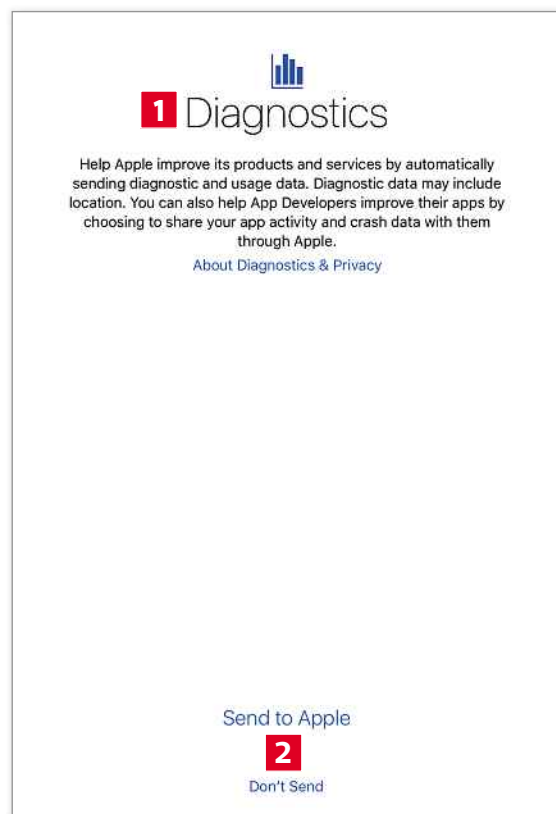 1 Diagnostics
Help Apple improve its products and services by automatically
sending diagnostic and usage data. Diagnostic data may include
location. You can also help App Developers improve their apps by
choosing to share your app activity and crash data with them
through Apple.
About Diagnostics & Privacy
Send to Apple
2
Don't Send